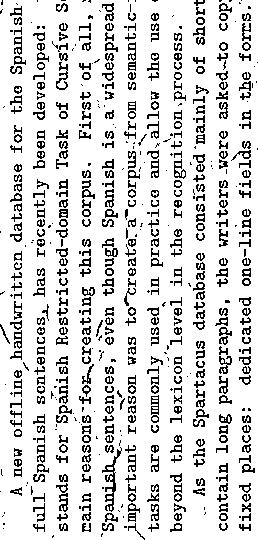 A new offline handwritten database for the Spanish
full Spanish sentences, has recently been developed:
stands for Spanish Restricted-domain Task of Cursive S
main reasons for creating this corpus. First of all,
Spanish sentences, even though Spanish is a widespread
important reason was to create a corpus from semantic-
tasks are commonly used in practice and allow the use
beyond the lexicon level in the recognition process.
As the Spartacus database consisted mainly of short
contain long paragraphs, the writers were asked to cop
fixed places: dedicated one-line fields in the forms.